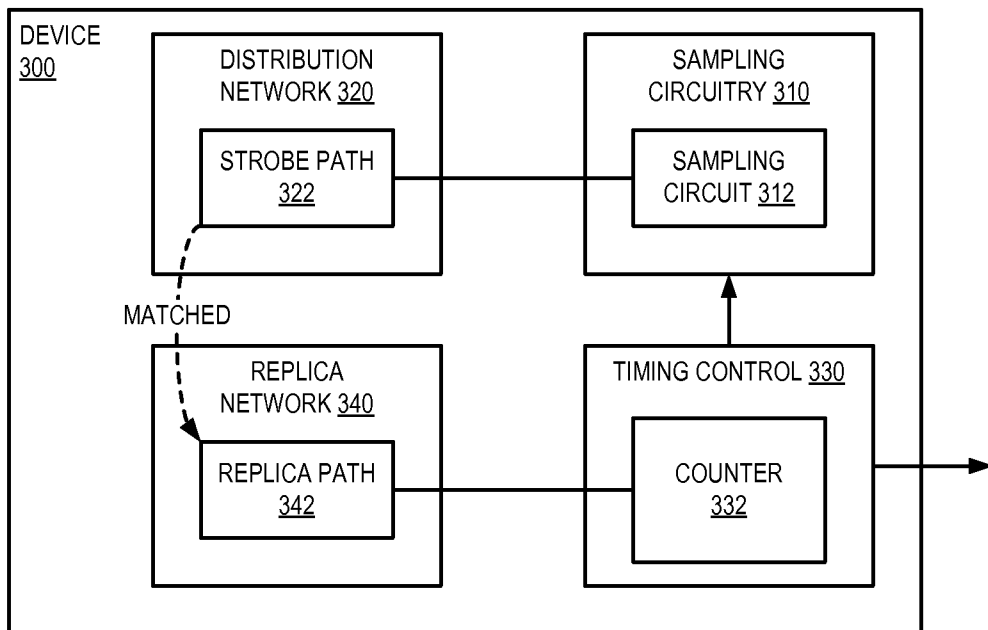 DEVICE
300
DISTRIBUTION
NETWORK 320
STROBE PATH
322
SAMPLING
CIRCUITRY 310
SAMPLING
CIRCUIT 312
MATCHED
REPLICA
NETWORK 340
REPLICA PATH
342
TIMING CONTROL 330
COUNTER
332